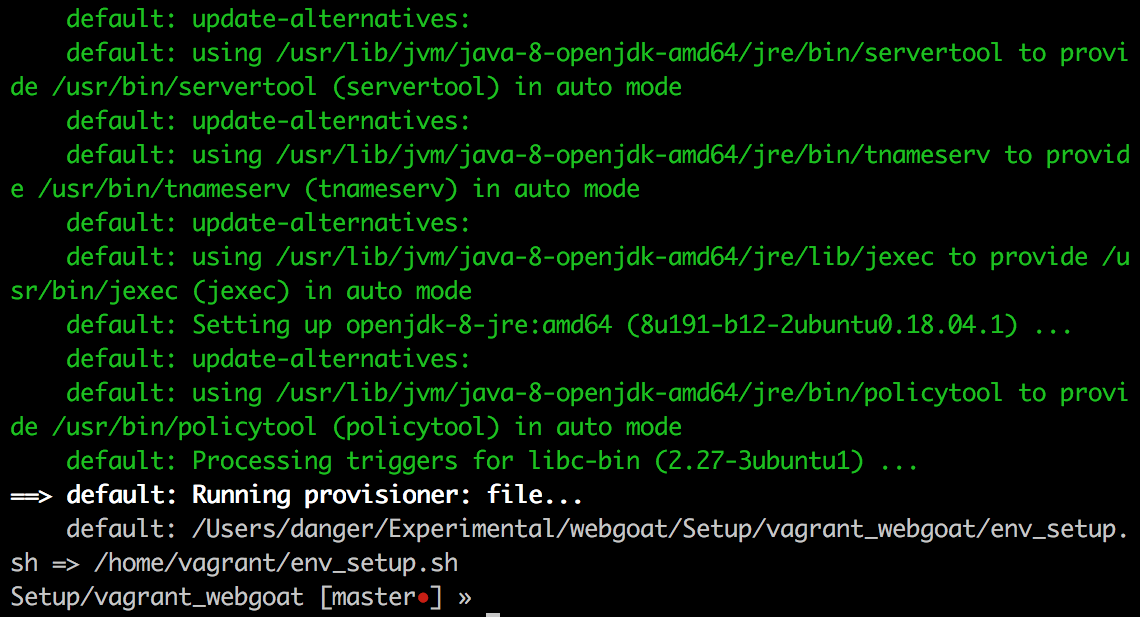 default: update-alternatives:
    default: using /usr/lib/jvm/java-8-openjdk-amd64/jre/bin/servertool to provi
de /usr/bin/servertool (servertool) in auto mode
    default: update-alternatives:
    default: using /usr/lib/jvm/java-8-openjdk-amd64/jre/bin/tnameserv to provid
e /usr/bin/tnameserv (tnameserv) in auto mode
    default: update-alternatives:
    default: using /usr/lib/jvm/java-8-openjdk-amd64/jre/lib/jexec to provide /u
sr/bin/jexec (jexec) in auto mode
    default: Setting up openjdk-8-jre:amd64 (8u191-b12-2ubuntu0.18.04.1) ...
    default: update-alternatives:
    default: using /usr/lib/jvm/java-8-openjdk-amd64/jre/bin/policytool to provi
de /usr/bin/policytool (policytool) in auto mode
    default: Processing triggers for libc-bin (2.27-3ubuntu1) ...
==> default: Running provisioner: file...
    default: /Users/danger/Experimental/webgoat/Setup/vagrant_webgoat/env_setup.
sh => /home/vagrant/env_setup.sh
Setup/vagrant_webgoat [master•] »